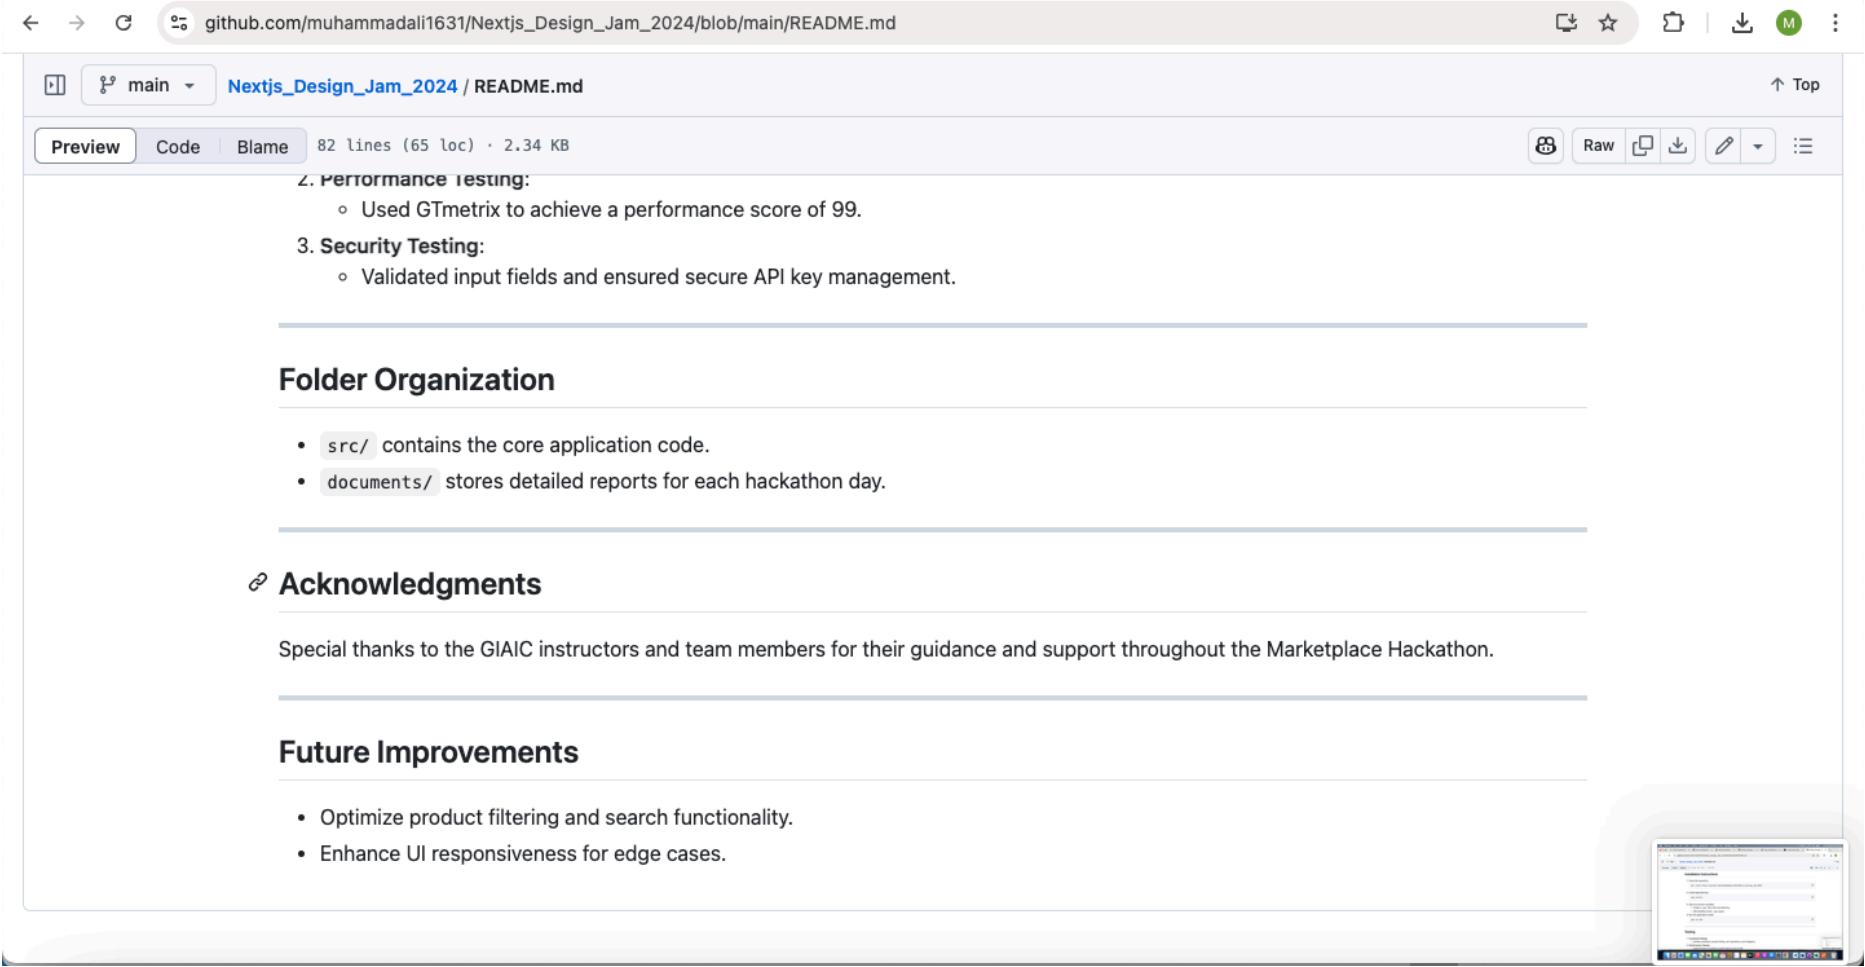 github.com/muhammadali1631/Nextjs_Design_Jam_2024/blob/main/README.md
M
main
Nextjs_Design_Jam_2024 / README.md
Top
Preview Code Blame 82 lines (65 loc) · 2.34 KB
Raw
2. Performance Testing:
Used GTmetrix to achieve a performance score of 99.
3. Security Testing:
Validated input fields and ensured secure API key management.
Folder Organization
src/ contains the core application code.
documents/ stores detailed reports for each hackathon day.
Acknowledgments
Special thanks to the GIAIC instructors and team members for their guidance and support throughout the Marketplace Hackathon.
Future Improvements
Optimize product filtering and search functionality.
Enhance UI responsiveness for edge cases.